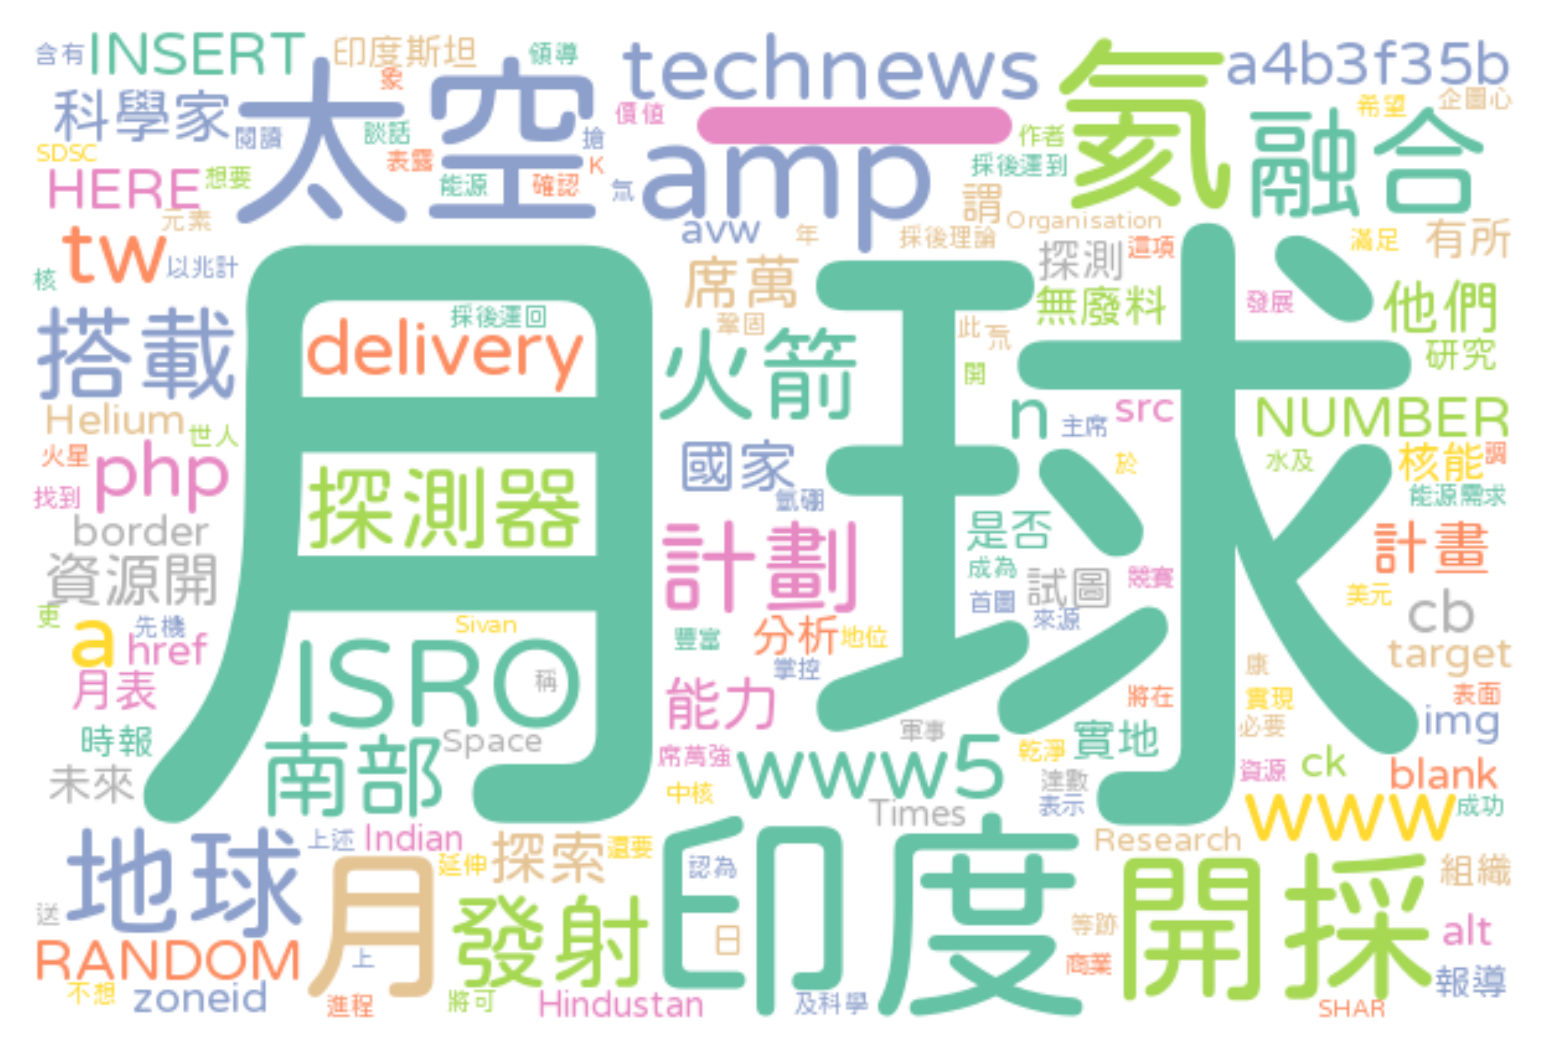 含有 INSERT 印度斯坦 領導 technews a4b3f35b
科學家 太空 象 價值 氦 希望 企圖心
閱讀 談話 搶 作者 融合
SDSC HERE 想要 表露 能源 確認 K 氚 amp 採後運到
元素 謂 Organisation
tw 以兆計 avw 年 採後理論 探測 這項 滿足 有所
核 月球 席萬 無廢料 發展 他們
搭載 採後運回 鞏固 此 氘 研究
delivery 火箭 開
Helium 世人 n 主席 src NUMBER
火星 php 探測器 國家 於 水及 核能 調
找到 氫硼 能源需求
border 計劃 是否 計畫
資源開 成為 試圖 競賽 美元
更 先機 Sivan 首圖 來源 cb
a href ISRO 豐富 分析 地位 target
月表 稱 掌控 康
能力 將在 實現 表面
時報 南部 Space 軍事 實地 必要 img
未來 席萬強 www5 乾淨 資源 ck blank
中核 Times 達數 表示 www 成功
地球 上述 Indian 探索 還要 印度 Research
月 延伸 認為 開採 組織
送 發射 日 等跡 alt
RANDOM 上 商業 報導
不想 zoneid 進程 將可 Hindustan 及科學 SHAR